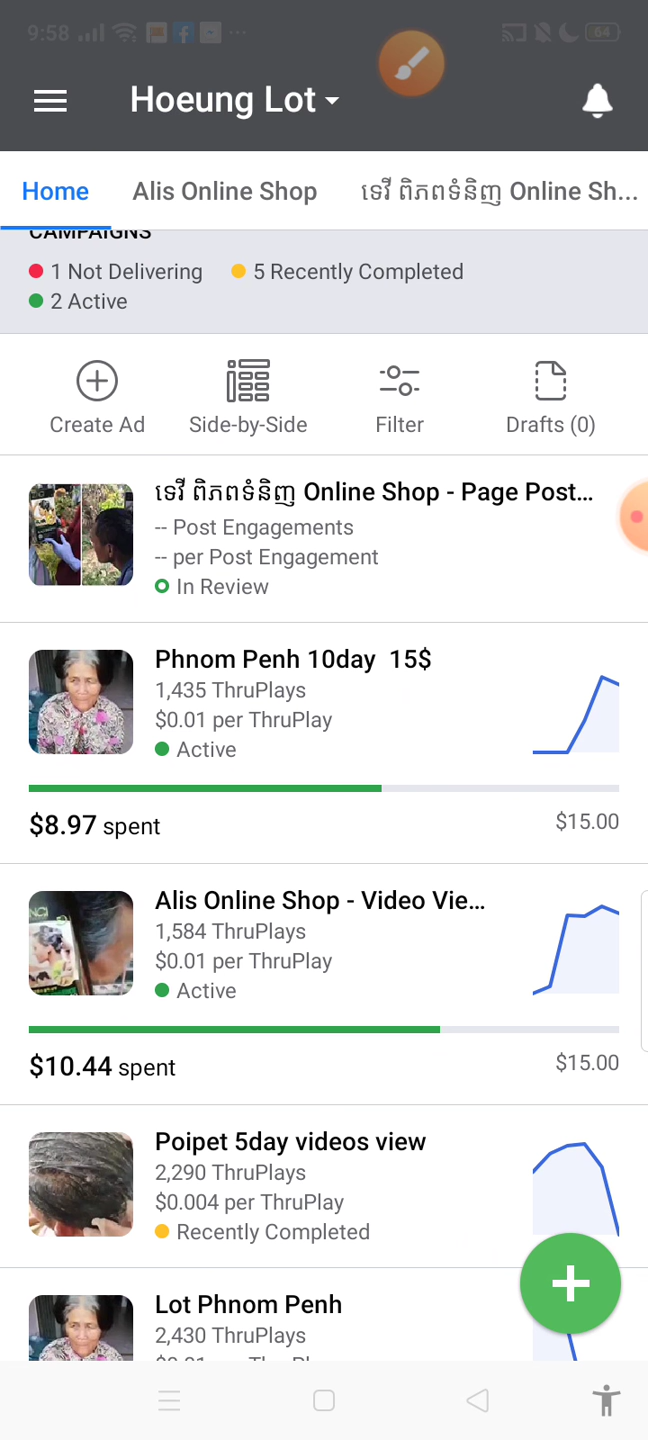 9:58
64
Hoeung Lot
Home
Alis Online Shop
ទេវី ពិភពទំនិញ Online Sh...
CAMPAIGNS
1 Not Delivering
5 Recently Completed
2 Active
Create Ad
Side-by-Side
Filter
Drafts (0)
ទេវី ពិភពទំនិញ Online Shop - Page Post...
-- Post Engagements
-- per Post Engagement
In Review
Phnom Penh 10day 15$
1,435 ThruPlays
$0.01 per ThruPlay
Active
$8.97 spent
$15.00
Alis Online Shop - Video Vie...
1,584 ThruPlays
$0.01 per ThruPlay
Active
$10.44 spent
$15.00
Poipet 5day videos view
2,290 ThruPlays
$0.004 per ThruPlay
Recently Completed
Lot Phnom Penh
2,430 ThruPlays